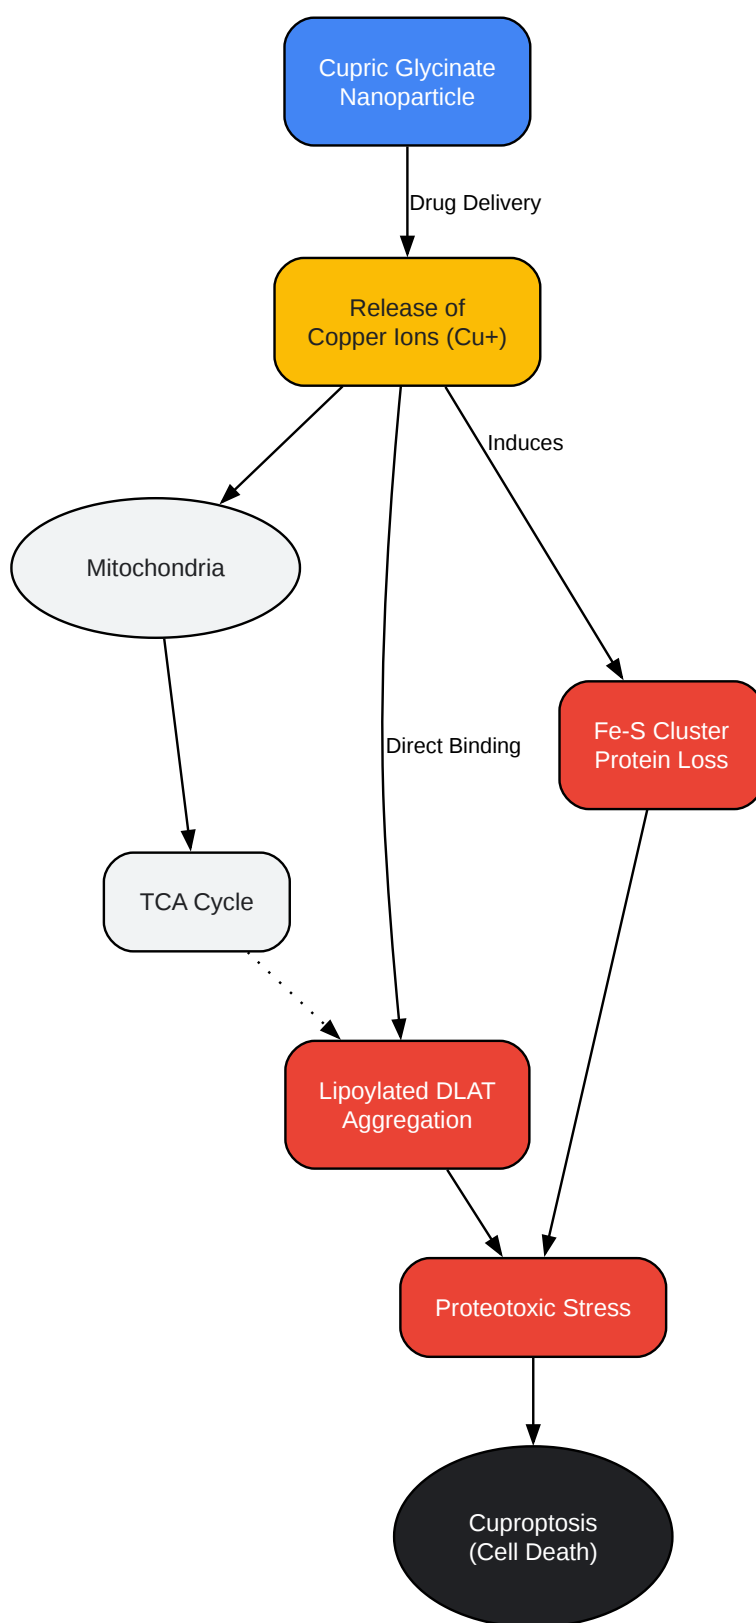 Cupric Glycinate
Nanoparticle
Drug Delivery
Release of
Copper Ions (Cu+)
Induces
Mitochondria
Direct Binding
Fe-S Cluster
Protein Loss
TCA Cycle
Lipoylated DLAT
Aggregation
Proteotoxic Stress
Cuproptosis
(Cell Death)